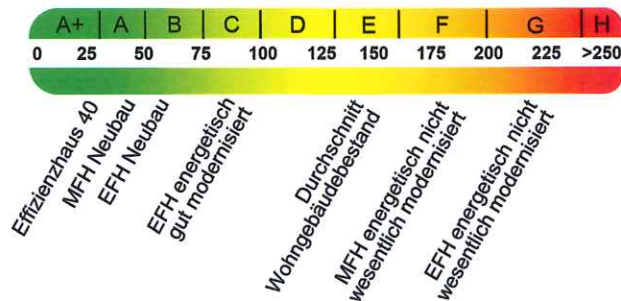 A+ A B C D E F G H
0 25 50 75 100 125 150 175 200 225 >250
Effizienzhaus 40
MFH Neubau
EFH Neubau
EFH energetisch
gut modernisiert
Durchschnitt
Wohngebäudebestand
MFH energetisch nicht
wesentlich modernisiert
EFH energetisch nicht
wesentlich modernisiert